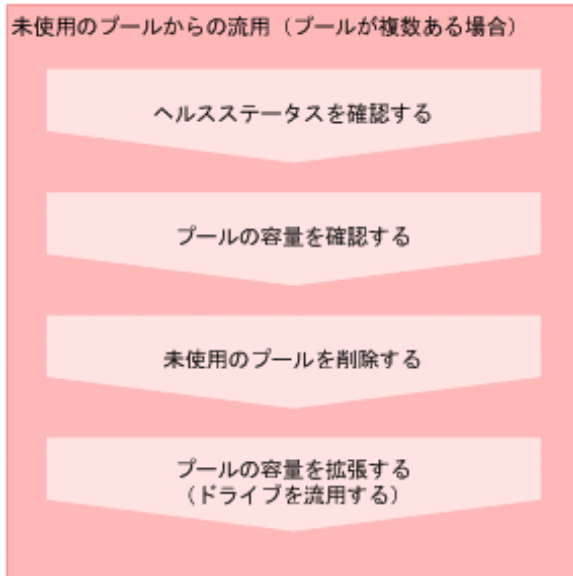 未使用のプールからの流用（プールが複数ある場合）
ヘルスステータスを確認する
プールの容量を確認する
未使用のプールを削除する
プールの容量を拡張する
（ドライブを流用する）